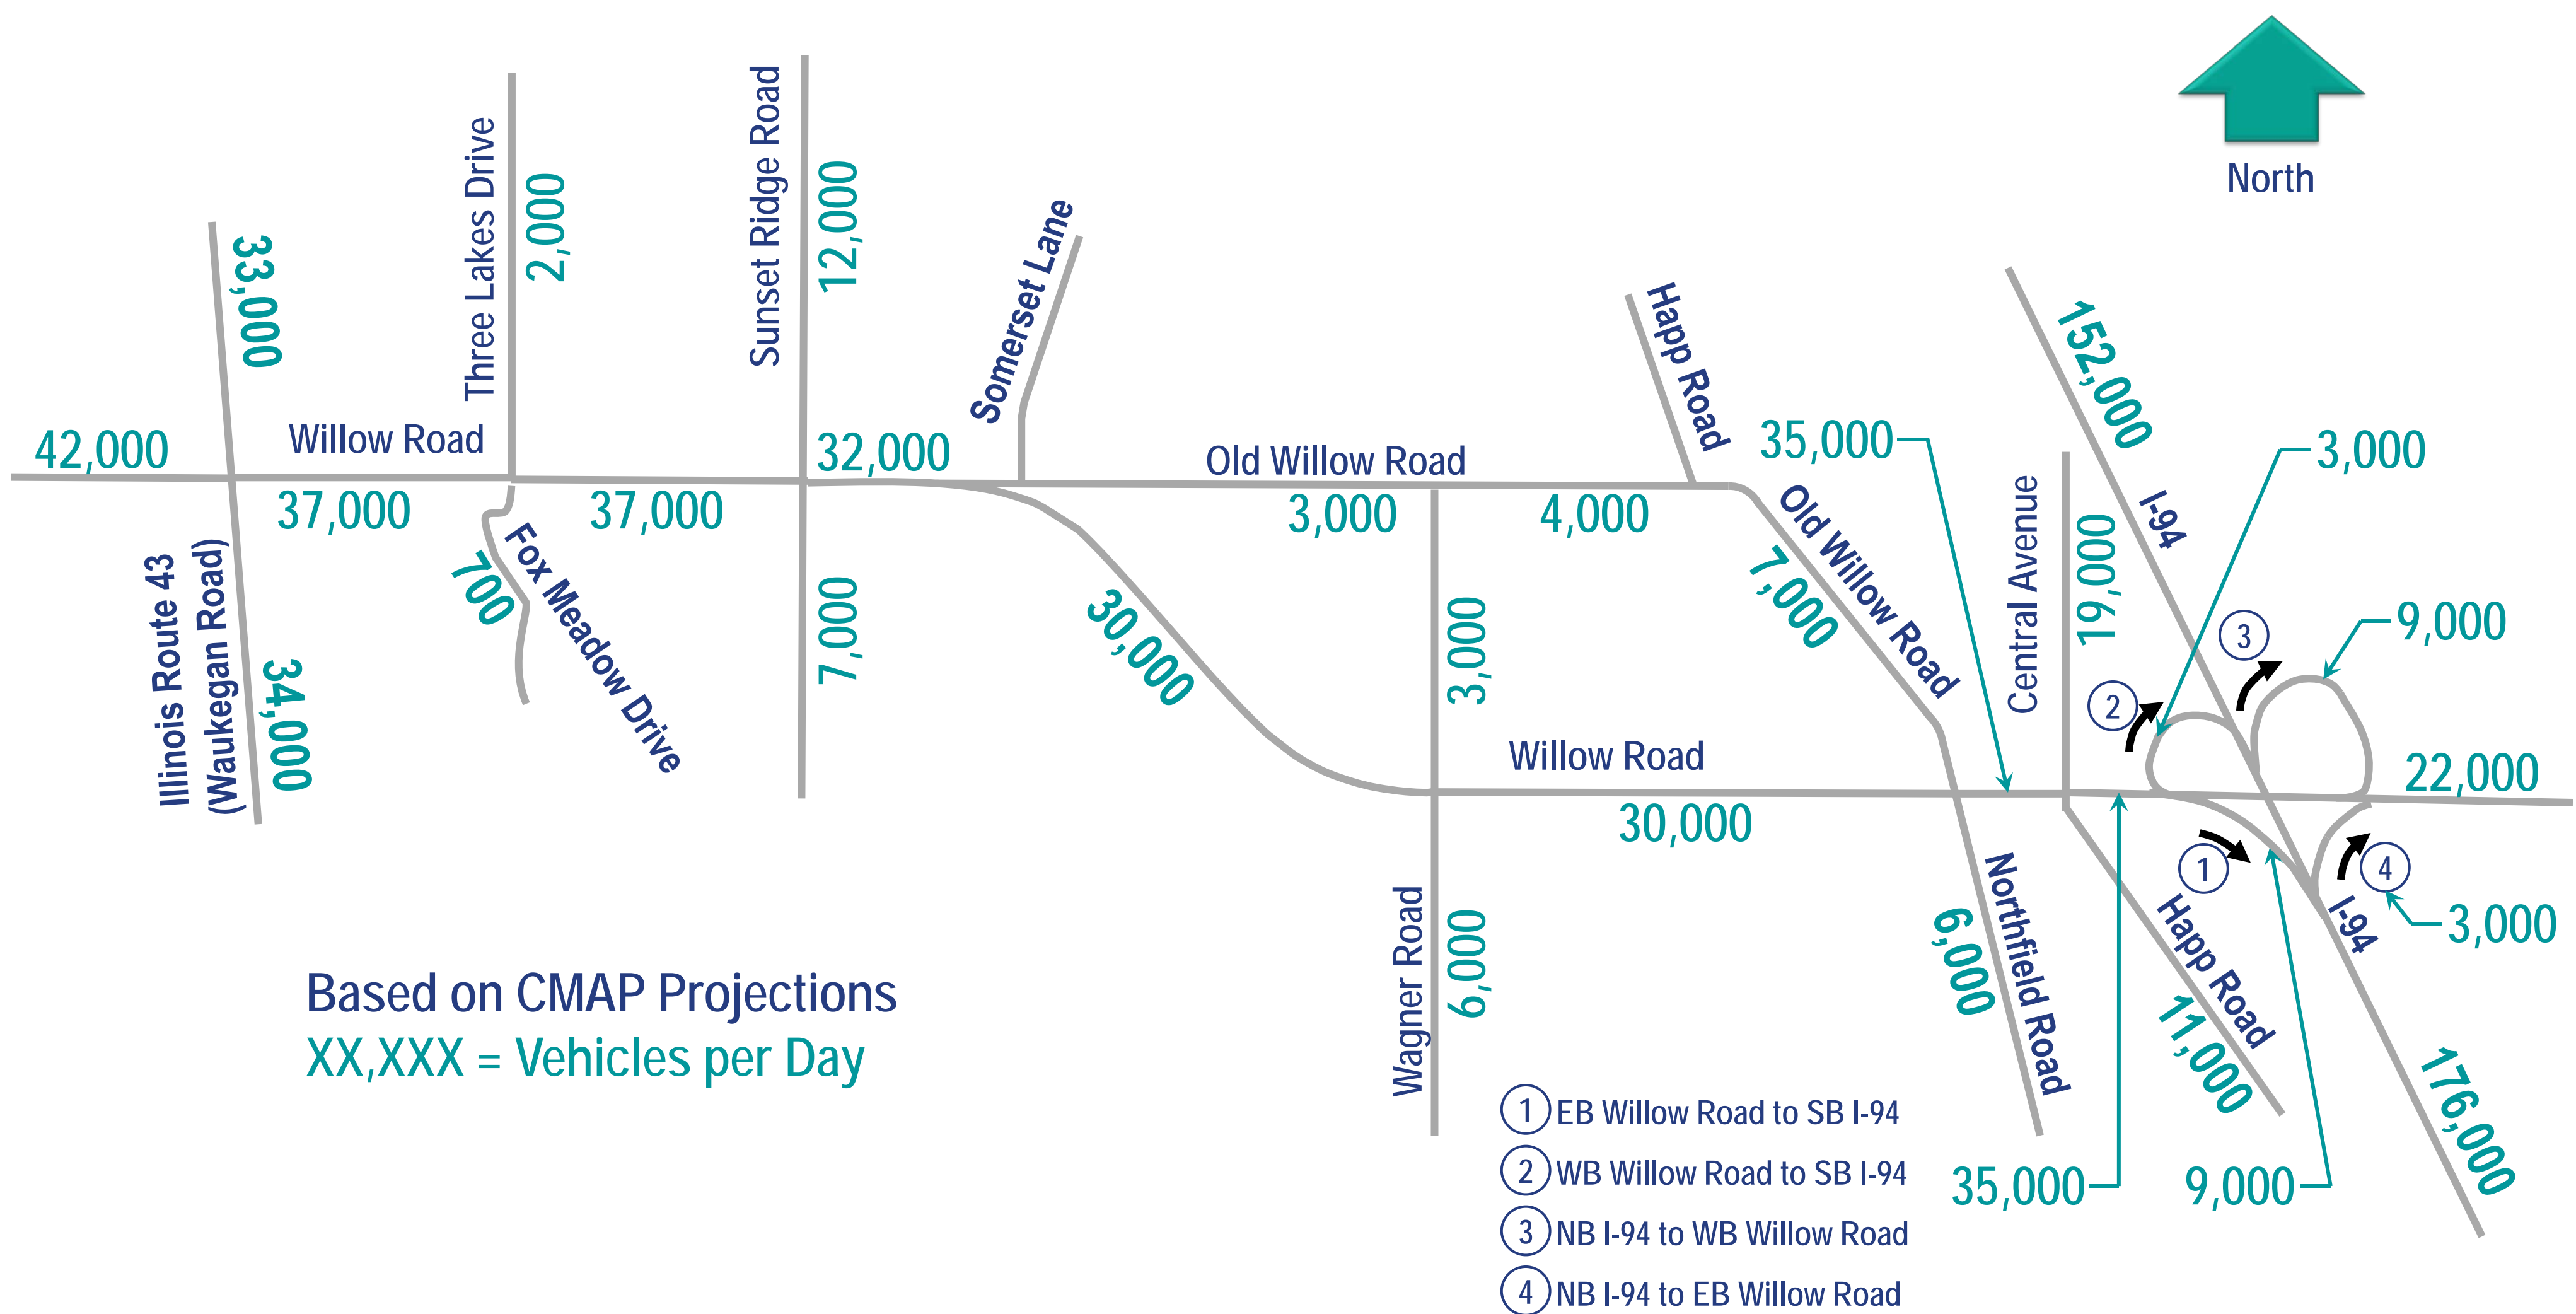 North
33,000
Three Lakes Drive
2,000
Sunset Ridge Road
12,000
Somerset Lane
Happ Road
152,000
I-94
42,000
Willow Road
37,000
37,000
32,000
Old Willow Road
3,000
4,000
35,000
Old Willow Road
7,000
Central Avenue
16,000
3,000
9,000
3
2
22,000
Illinois Route 43
(Waukegan Road)
34,000
700
Fox Meadow Drive
7,000
30,000
3,000
Willow Road
30,000
Wagner Road
6,000
Northfield Road
6,000
Happ Road
11,000
1
4
3,000
I-94
176,000
35,000
9,000
Based on CMAP Projections
XX,XXX = Vehicles per Day
1 EB Willow Road to SB I-94
2 WB Willow Road to SB I-94
3 NB I-94 to WB Willow Road
4 NB I-94 to EB Willow Road